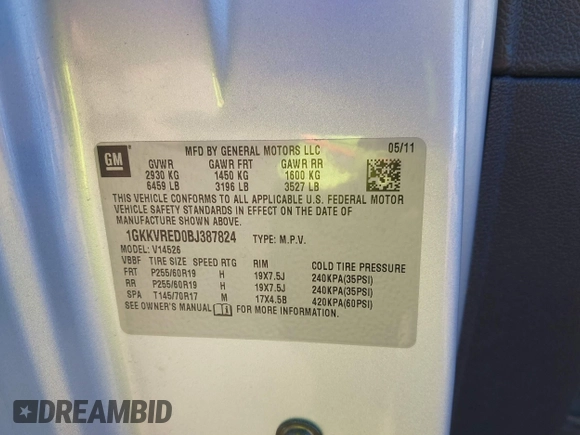 GM
MFD BY GENERAL MOTORS LLC 05/11
GVWR GAWR FRT GAWR RR
2930 KG 1450 KG 1600 KG
6459 LB 3196 LB 3527 LB
THIS VEHICLE CONFORMS TO ALL APPLICABLE U.S. FEDERAL MOTOR
VEHICLE SAFETY STANDARDS IN EFFECT ON THE DATE OF
MANUFACTURE SHOWN ABOVE.
1GKKVRED0BJ387824 TYPE: M.P.V.
MODEL: V14526
VBBF TIRE SIZE SPEED RTG RIM COLD TIRE PRESSURE
FRT P255/60R19 H 19X7.5J 240KPA(35PSI)
RR P255/60R19 H 19X7.5J 240KPA(35PSI)
SPA T145/70R17 M 17X4.5B 420KPA(60PSI)
SEE OWNER'S MANUAL FOR MORE INFORMATION.
DREAMBID